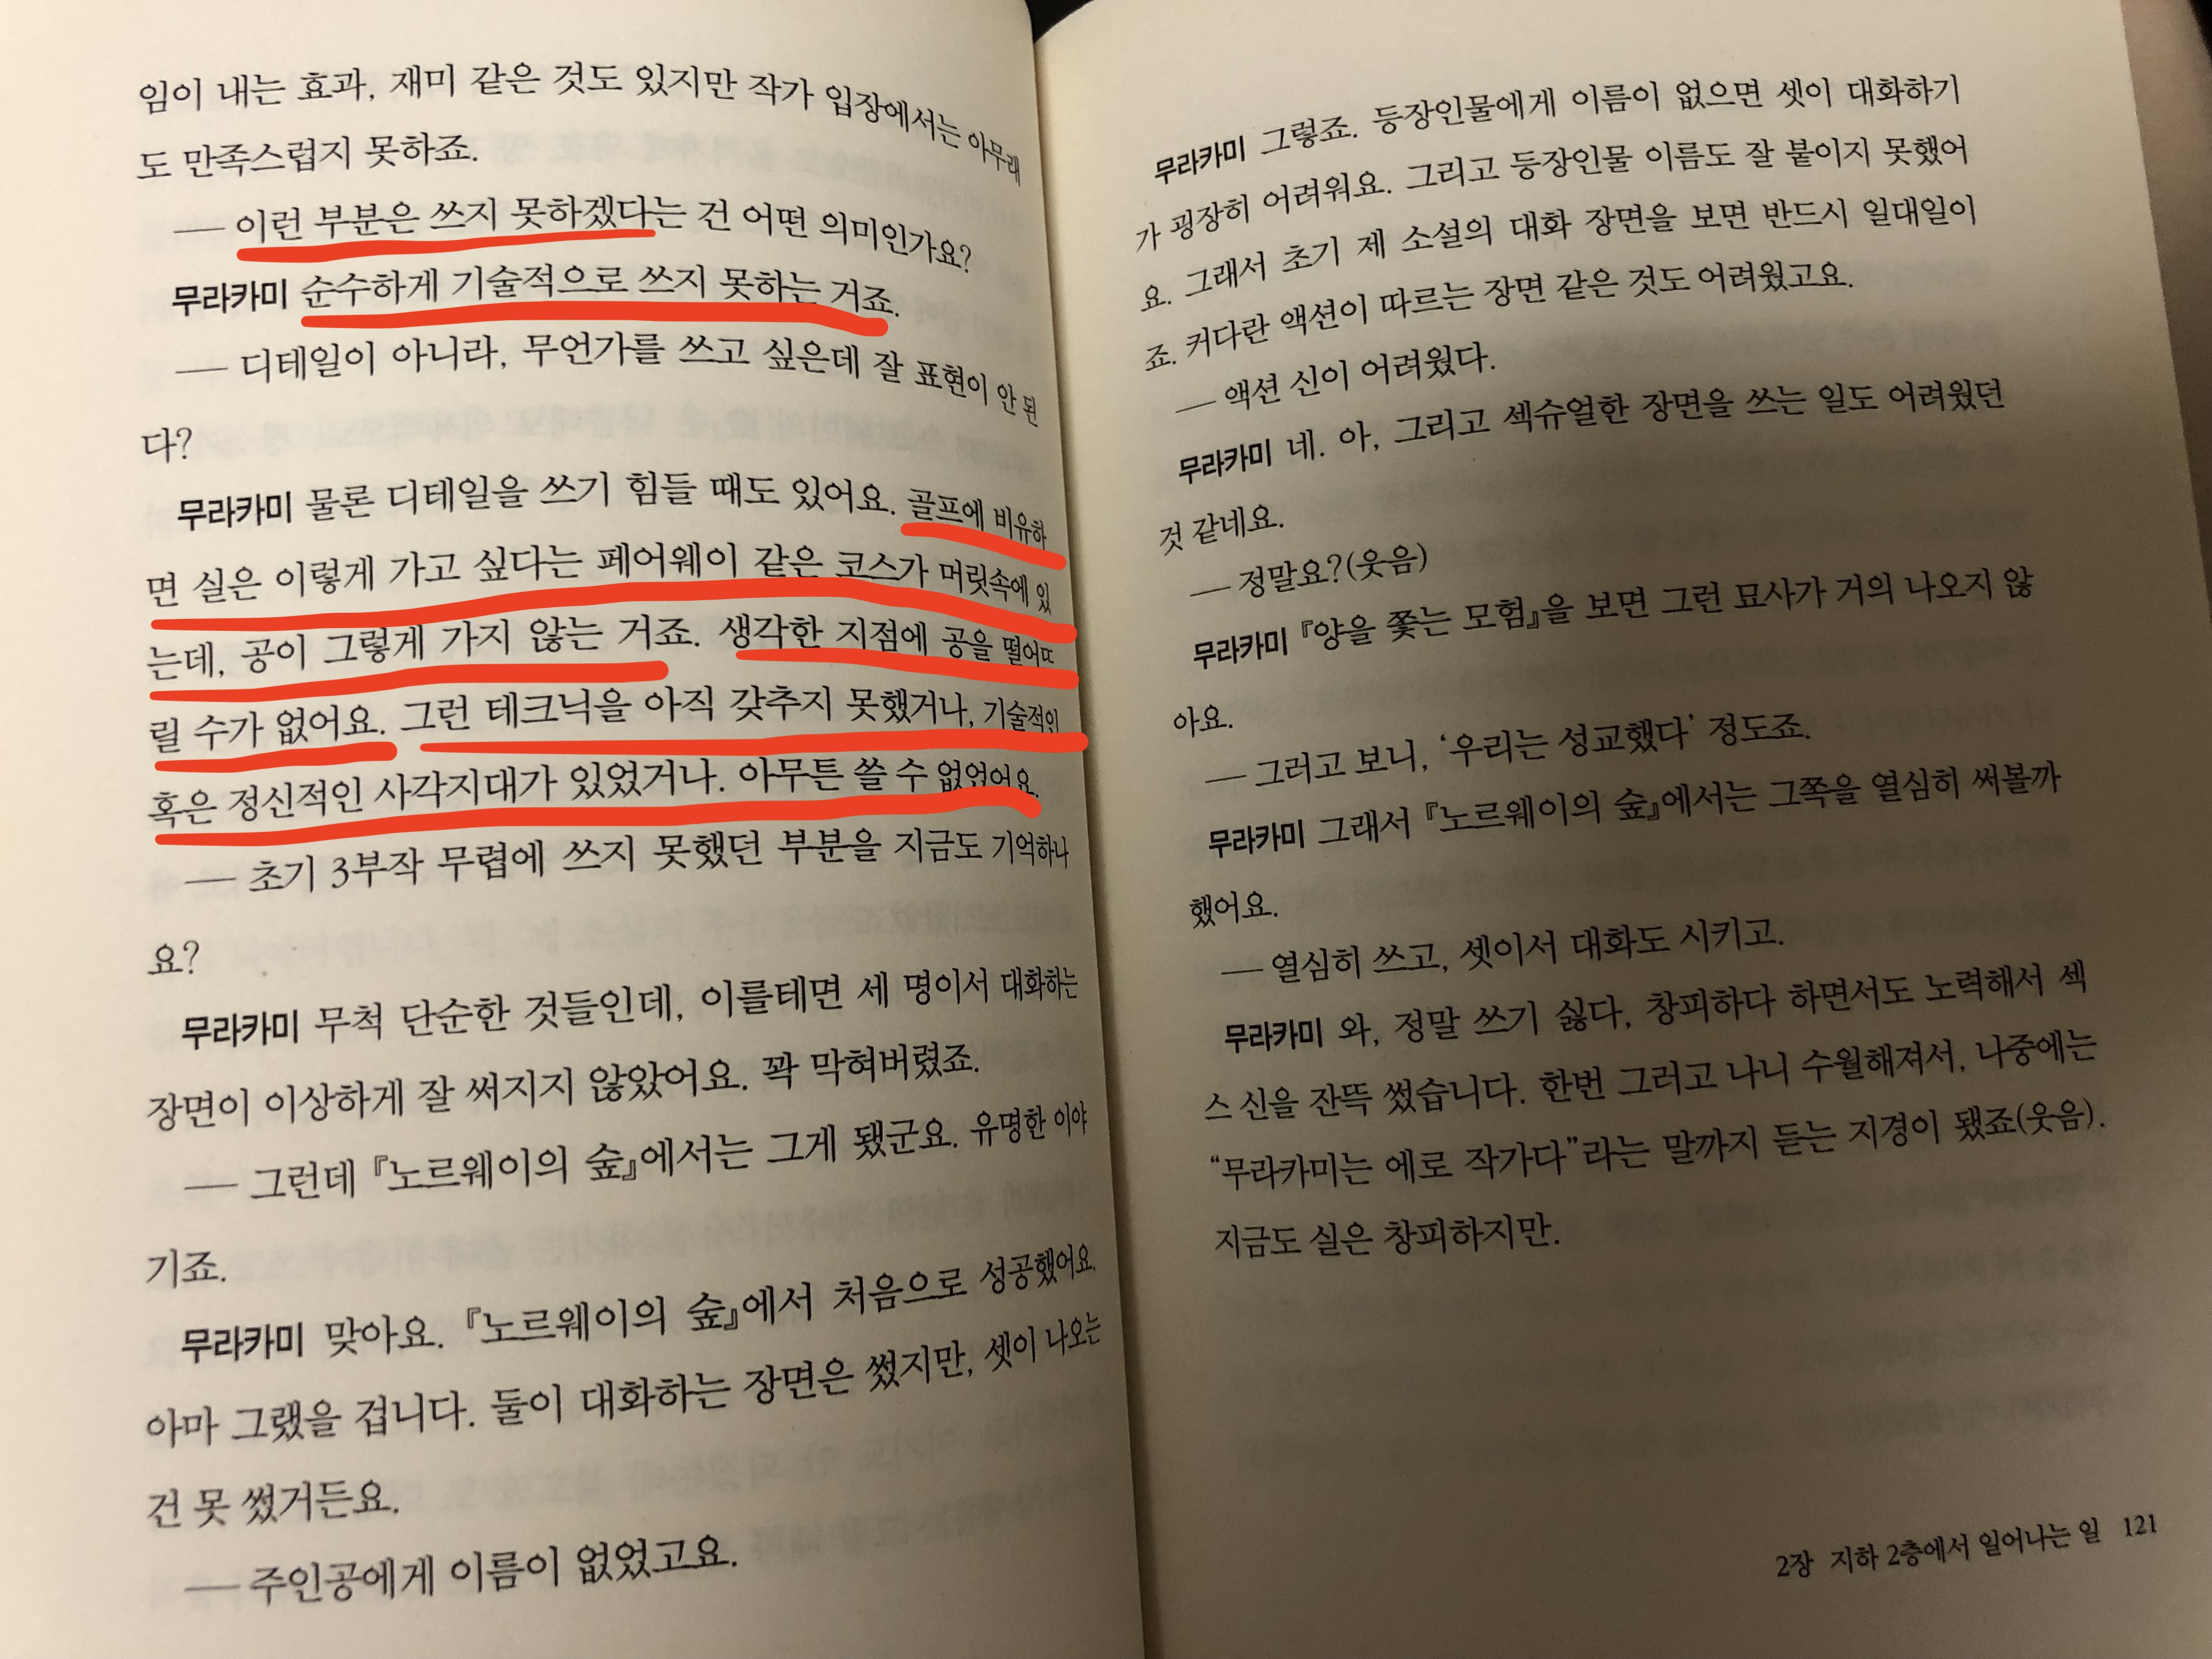 임이 내는 효과, 재미 같은 것도 있지만 작가 입장에서는 아무래
도 만족스럽지 못하죠.
— 이런 부분은 쓰지 못하겠다는 건 어떤 의미인가요?
무라카미 순수하게 기술적으로 쓰지 못하는 거죠.
— 디테일이 아니라, 무언가를 쓰고 싶은데 잘 표현이 안 된
다?
무라카미 물론 디테일을 쓰기 힘들 때도 있어요. 골프에 비유하
면 실은 이렇게 가고 싶다는 페어웨이 같은 코스가 머릿속에 있
는데, 공이 그렇게 가지 않는 거죠. 생각한 지점에 공을 떨어뜨
릴 수가 없어요. 그런 테크닉을 아직 갖추지 못했거나, 기술적인
혹은 정신적인 사각지대가 있었거나. 아무튼 쓸 수 없었어요.
— 초기 3부작 무렵에 쓰지 못했던 부분을 지금도 기억하나
요?
무라카미 무척 단순한 것들인데, 이를테면 세 명이서 대화하는
장면이 이상하게 잘 써지지 않았어요. 꽉 막혀버렸죠.
— 그런데 『노르웨이의 숲』에서는 그게 됐군요. 유명한 이야
기죠.
무라카미 맞아요. 『노르웨이의 숲』에서 처음으로 성공했어요.
아마 그랬을 겁니다. 둘이 대화하는 장면은 썼지만, 셋이 나오는
건 못 썼거든요.
— 주인공에게 이름이 없었고요.
무라카미 그렇죠. 등장인물에게 이름이 없으면 셋이 대화하기
가 굉장히 어려워요. 그리고 등장인물 이름도 잘 붙이지 못했어
요. 그래서 초기 제 소설의 대화 장면을 보면 반드시 일대일이
죠. 커다란 액션이 따르는 장면 같은 것도 어려웠고요.
— 액션 신이 어려웠다.
무라카미 네. 아, 그리고 섹슈얼한 장면을 쓰는 일도 어려웠던
것 같네요.
— 정말요?(웃음)
무라카미 『양을 쫓는 모험』을 보면 그런 묘사가 거의 나오지 않
아요.
— 그러고 보니, ‘우리는 성교했다’ 정도죠.
무라카미 그래서 『노르웨이의 숲』에서는 그쪽을 열심히 써볼까
했어요.
— 열심히 쓰고, 셋이서 대화도 시키고.
무라카미 와, 정말 쓰기 싫다, 창피하다 하면서도 노력해서 섹
스 신을 잔뜩 썼습니다. 한번 그러고 나니 수월해져서, 나중에는
“무라카미는 에로 작가다”라는 말까지 듣는 지경이 됐죠(웃음).
지금도 실은 창피하지만.
2장 지하 2층에서 일어나는 일 121